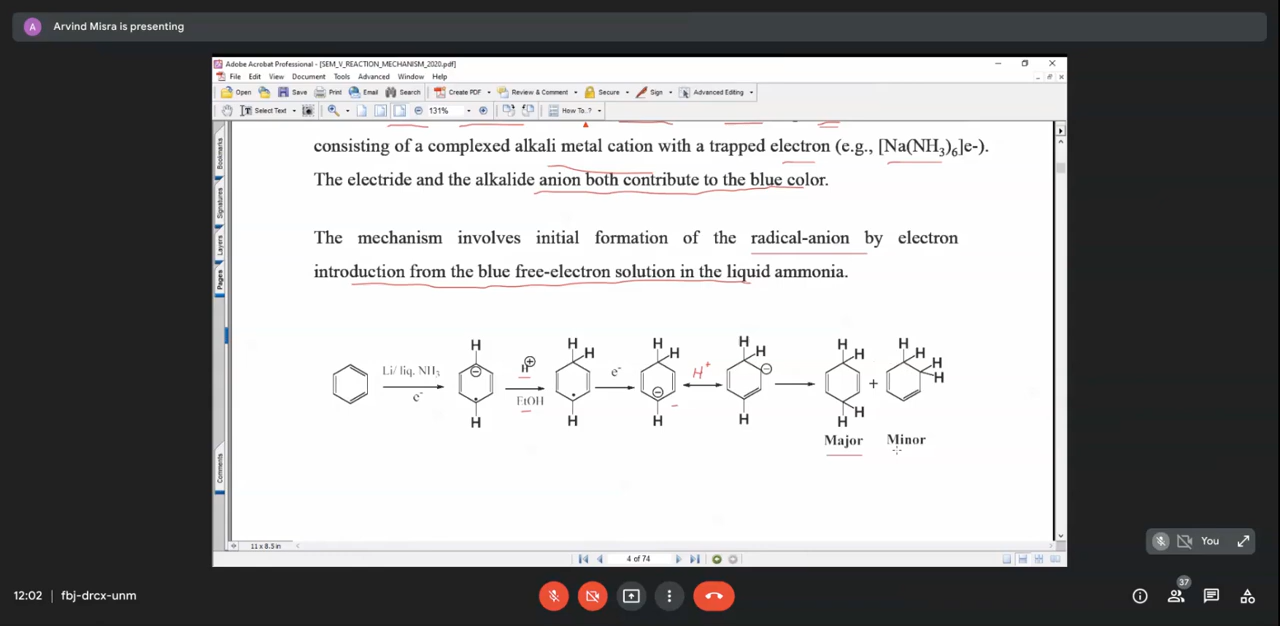 A Arvind Misra is presenting
Adobe Acrobat Professional - [SEM_V_REACTION_MECHANISM_2020.pdf]
File Edit View Document Tools Advanced Window Help
Open Save Print Email Search Create PDF Review & Comment Secure Sign Advanced Editing
Select Text 131% How To..?
Bookmarks
Signatures
Layers
Pages
Comments
consisting of a complexed alkali metal cation with a trapped electron (e.g., [Na(NH3)6]e-).
The electride and the alkalide anion both contribute to the blue color.
The mechanism involves initial formation of the radical-anion by electron
introduction from the blue free-electron solution in the liquid ammonia.
H H H H H H H H H H H H H
Li/ liq. NH3 H⊕ e- H+ ⊖
e- EtOH +
H H H H H H
Major Minor
11 x 8.5 in
4 of 74
You
12:02 | fbj-drcx-unm
37